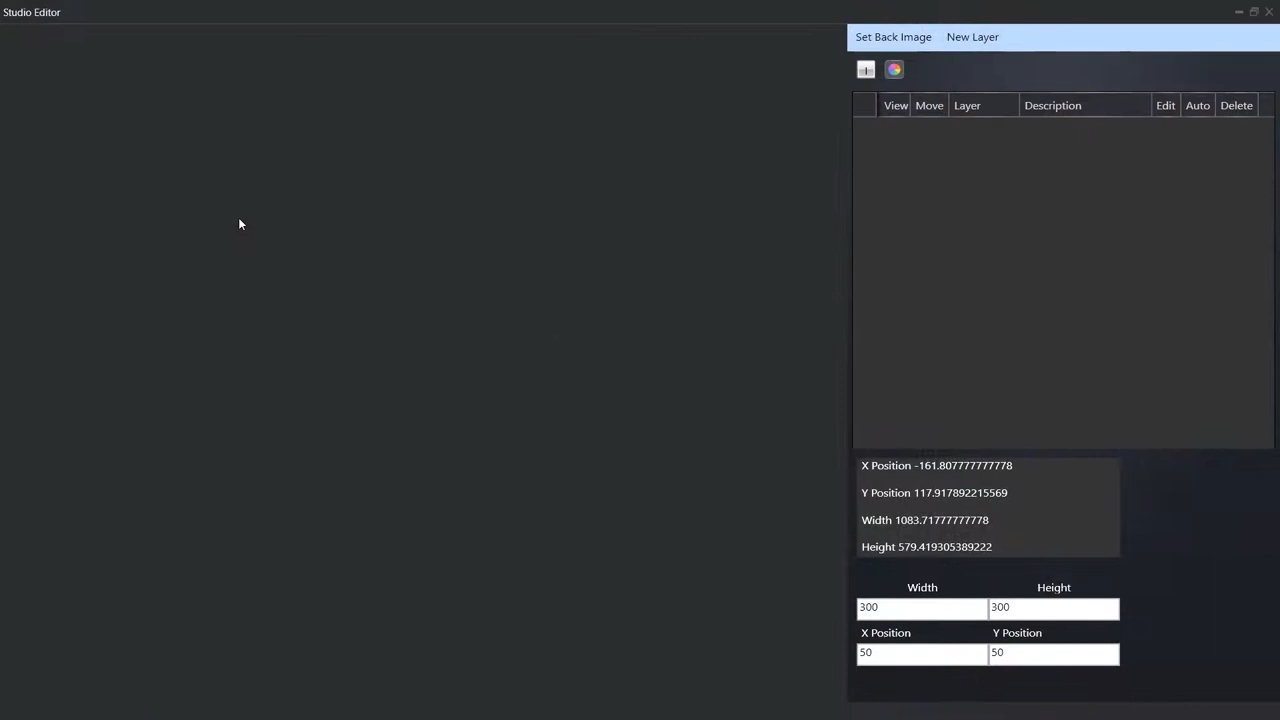 Studio Editor
Set Back Image New Layer
View Move Layer Description Edit Auto Delete
X Position -161.807777777778
Y Position 117.917892215569
Width 1083.71777777778
Height 579.419305389222
Width Height
300 300
X Position Y Position
50 50